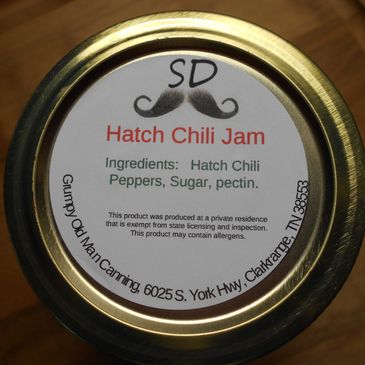 SD
Hatch Chili Jam
Ingredients: Hatch Chili
Peppers, Sugar, pectin.
This product was produced at a private residence
that is exempt from state licensing and inspection.
This product may contain allergens.
Grumpy Old Man Canning, 6025 S. York Hwy, Clarkrange, TN 38553